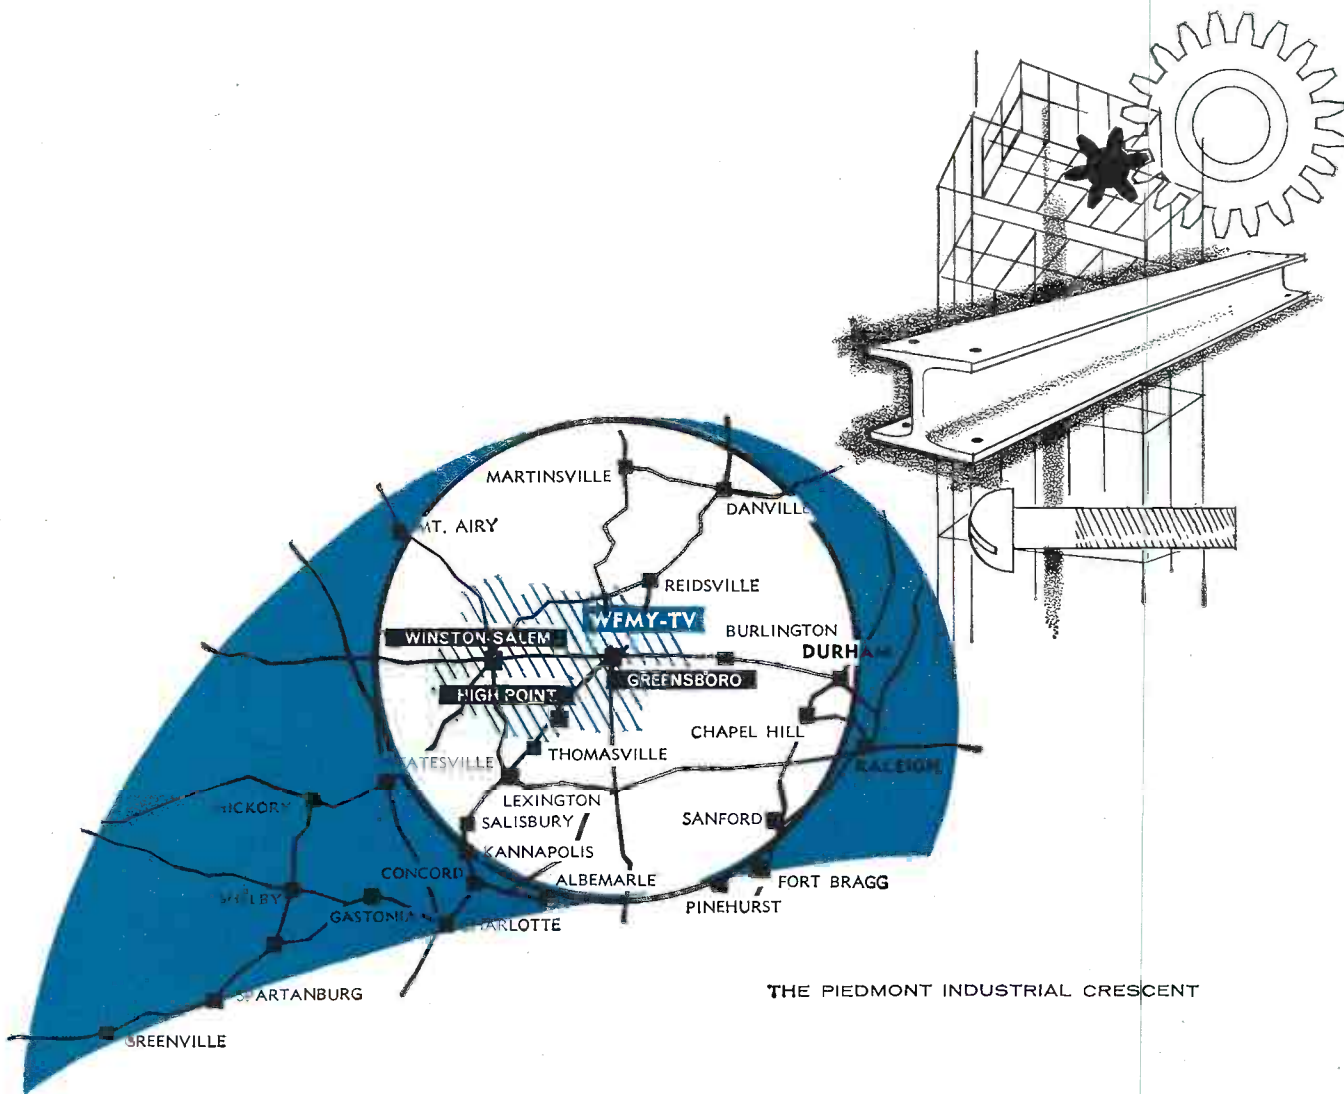 MARTINSVILLE
DANVILLE
MT. AIRY
REIDSVILLE
WFMY-TV
BURLINGTON
WINSTON-SALEM
DURHAM
GREENSBORO
HIGH POINT
CHAPEL HILL
THOMASVILLE
STATESVILLE
RALEIGH
LEXINGTON
HICKORY
SALISBURY
SANFORD
KANNAPOLIS
CONCORD
ALBEMARLE
FORT BRAGG
SHELBY
PINEHURST
GASTONIA
CHARLOTTE
THE PIEDMONT INDUSTRIAL CRESCENT
SPARTANBURG
GREENVILLE